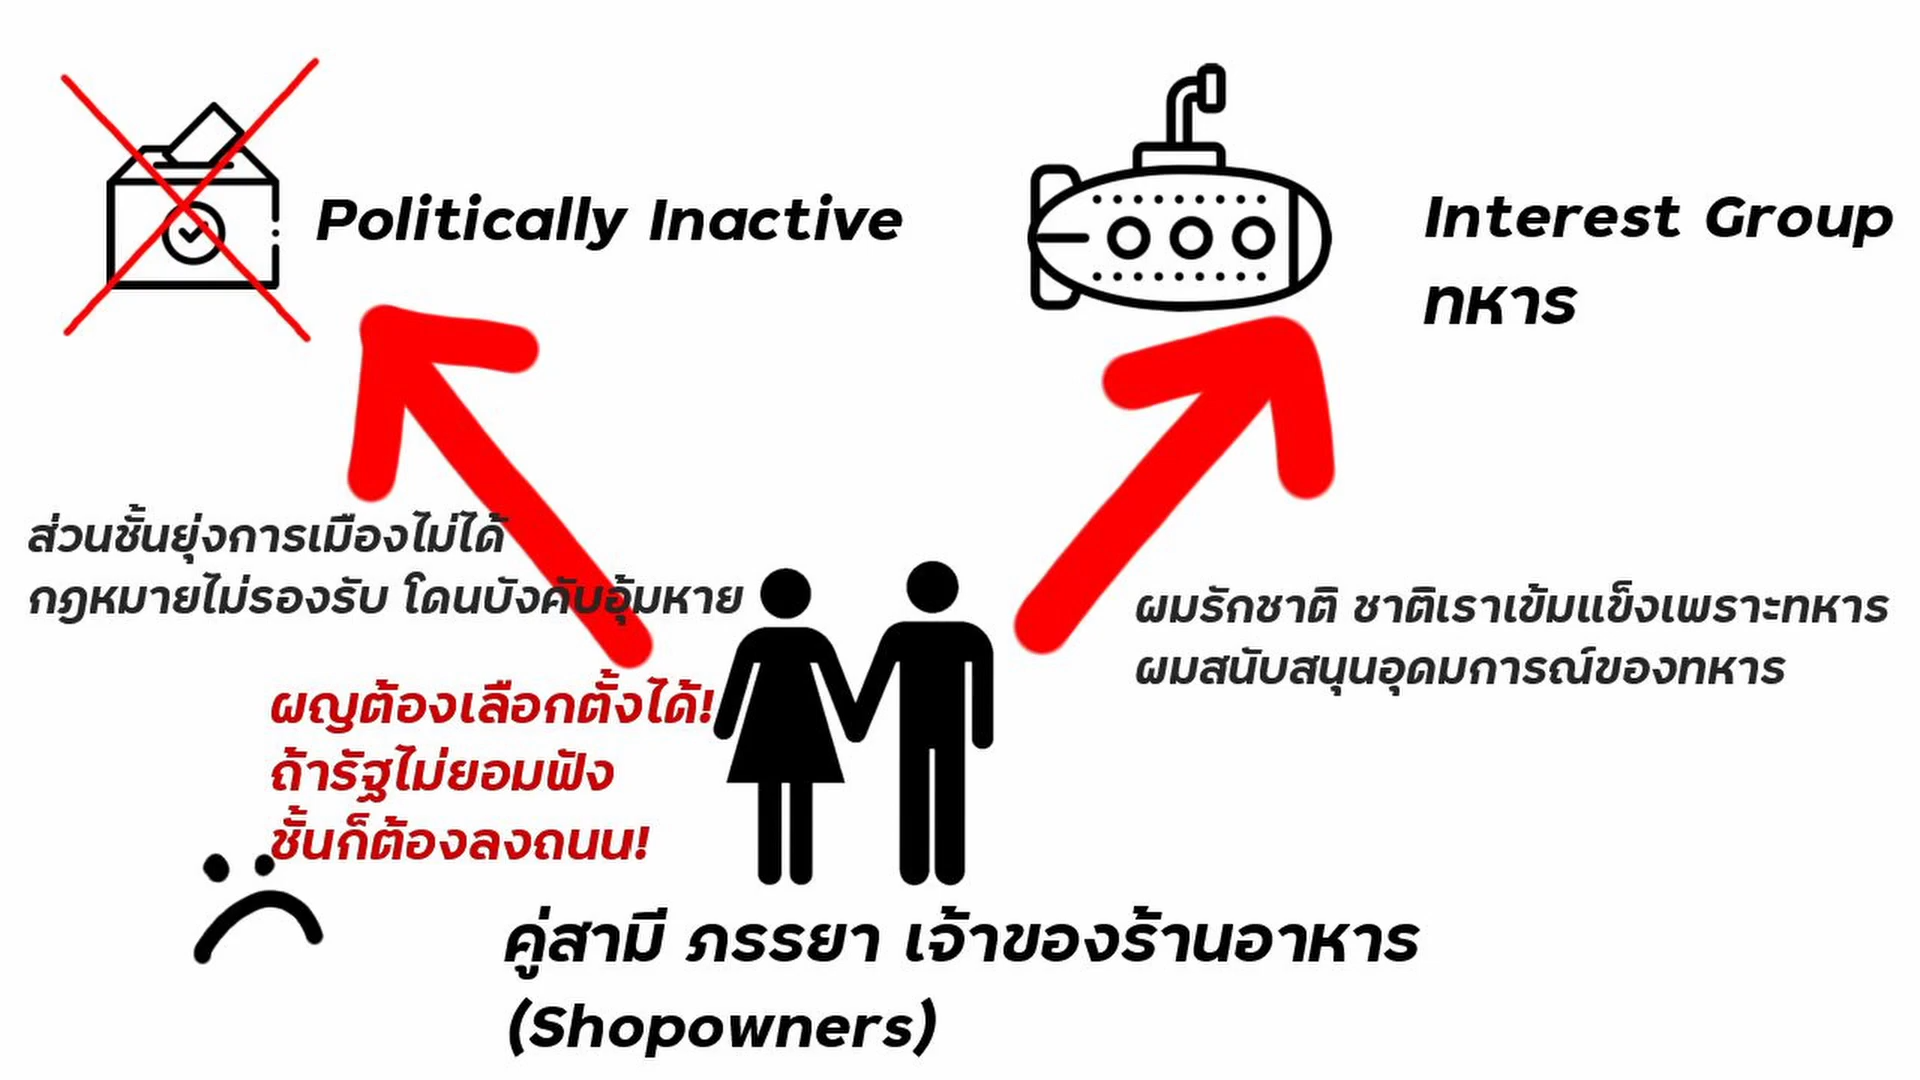 Politically Inactive
Interest Group
ทหาร
ส่วนชั้นยุ่งการเมืองไม่ได้
กฎหมายไม่รองรับ โดนบังคับอุ้มหาย
ผมรักชาติ ชาติเราเข้มแข็งเพราะทหาร
ผมสนับสนุนอุดมการณ์ของทหาร
ผญต้องเลือกตั้งได้!
ถ้ารัฐไม่ยอมฟัง
ชั้นก็ต้องลงถนน!
คู่สามี ภรรยา เจ้าของร้านอาหาร
(Shopowners)